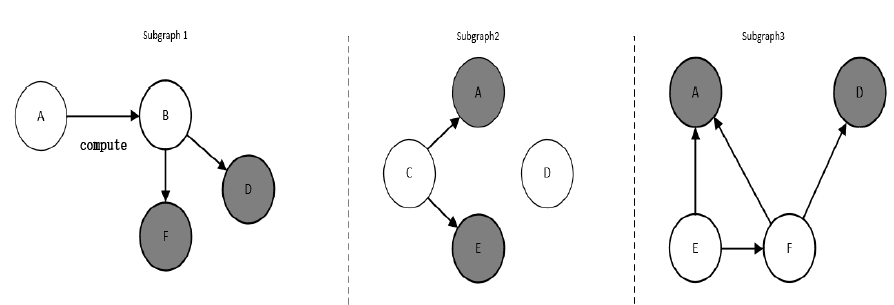 Subgraph 1
A
B
compute
D
F
Subgraph2
A
C
D
E
Subgraph3
A
D
E
F